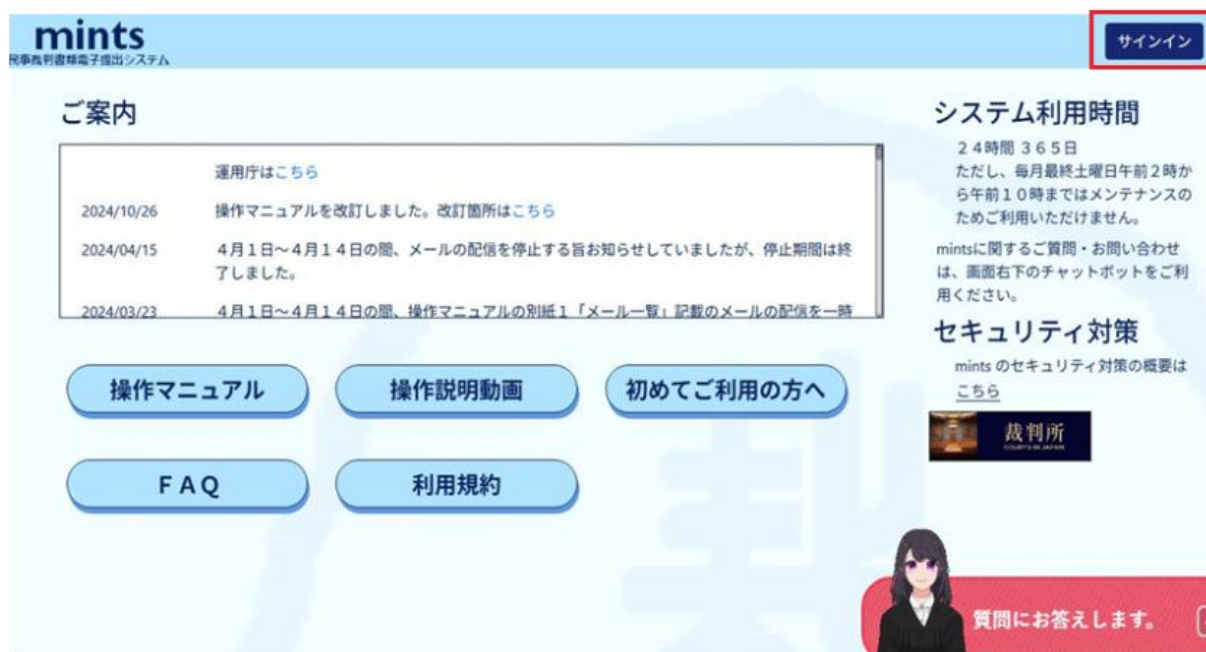 mints
民事裁判書類電子提出システム
サインイン
ご案内
運用庁はこちら
2024/10/26 操作マニュアルを改訂しました。改訂箇所はこちら
2024/04/15 4月1日～4月14日の間、メールの配信を停止する旨お知らせしていましたが、停止期間は終
了しました。
2024/03/23 4月1日～4月14日の間、操作マニュアルの別紙1「メール一覧」記載のメールの配信を一時
操作マニュアル
操作説明動画
初めてご利用の方へ
FAQ
利用規約
システム利用時間
24時間 365日
ただし、毎月最終土曜日午前2時か
ら午前10時まではメンテナンスの
ためご利用いただけません。
mintsに関するご質問・お問い合わせ
は、画面右下のチャットボットをご利
用ください。
セキュリティ対策
mints のセキュリティ対策の概要は
こちら
裁判所
COURTS IN JAPAN
質問にお答えします。